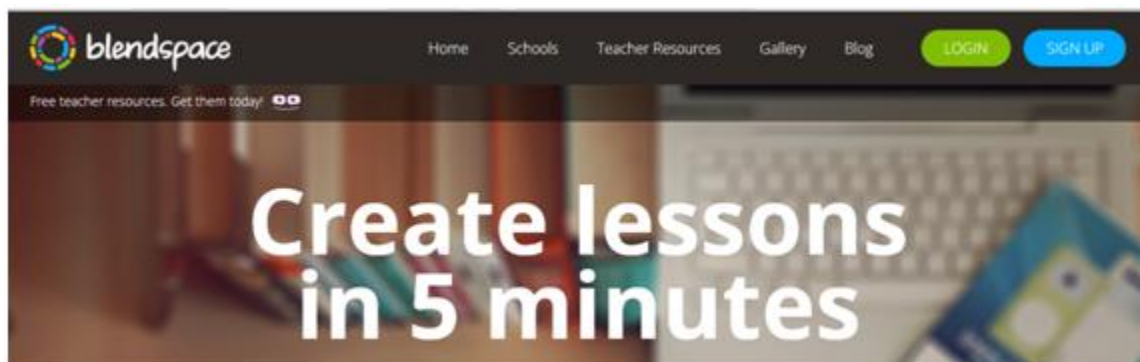 blendspace Home Schools Teacher Resources Gallery Blog LOGIN SIGN UP
Free teacher resources. Get them today!
Create lessons
in 5 minutes